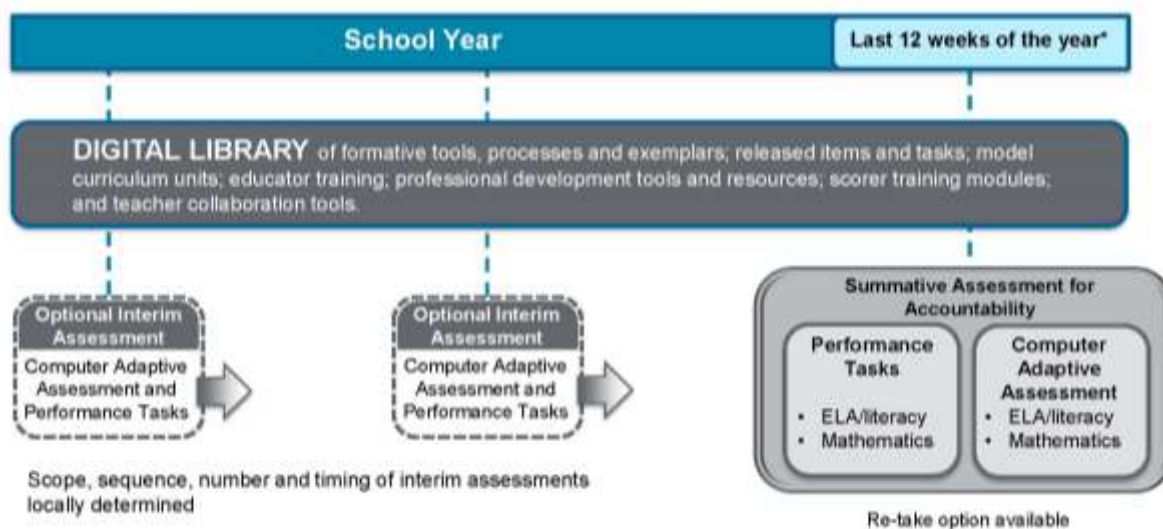 School Year
Last 12 weeks of the year*
DIGITAL LIBRARY of formative tools, processes and exemplars; released items and tasks; model
curriculum units; educator training; professional development tools and resources; scorer training modules;
and teacher collaboration tools.
Optional Interim
Assessment
Computer Adaptive
Assessment and
Performance Tasks
Optional Interim
Assessment
Computer Adaptive
Assessment and
Performance Tasks
Summative Assessment for
Accountability
Performance
Tasks
• ELA/literacy
• Mathematics
Computer
Adaptive
Assessment
• ELA/literacy
• Mathematics
Scope, sequence, number and timing of interim assessments
locally determined
Re-take option available